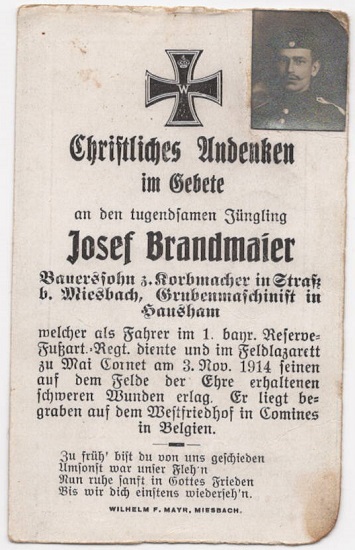 W
Christliches Andenken
im Gebete
an den tugendsamen Jüngling
Josef Brandmaier
Bauerssohn z. Korbmacher in Straß
b. Miesbach, Grubenmaschinist in
Hausham
welcher als Fahrer im 1. bayr. Reserve-
Fußart.-Regt. diente und im Feldlazarett
zu Mai Cornet am 3. Nov. 1914 seinen
auf dem Felde der Ehre erhaltenen
schweren Wunden erlag. Er liegt be-
graben auf dem Westfriedhof in Comines
in Belgien.
Zu früh' bist du von uns geschieden
Umsonst war unser Fleh'n
Nun ruhe sanft in Gottes Frieden
Bis wir dich einstens wiederseh'n.
WILHELM F. MAYR, MIESBACH.